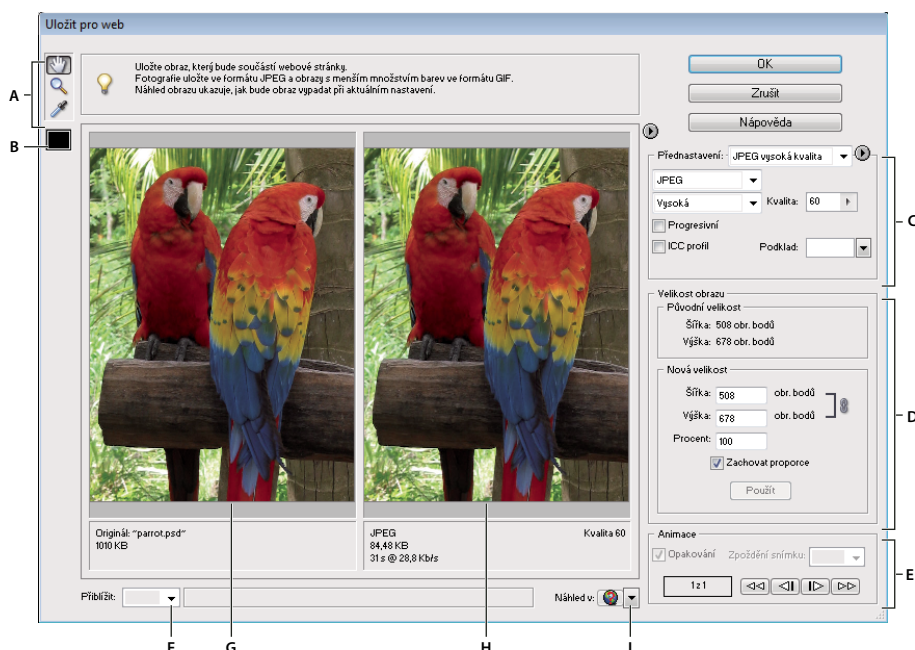 Uložit pro web
A
B
Uložte obraz, který bude součástí webové stránky.
Fotografie uložte ve formátu JPEG a obrazy s menším množstvím barev ve formátu GIF.
Náhled obrazu ukazuje, jak bude obraz vypadat při aktuálním nastavení.
OK
Zrušit
Nápověda
Přednastavení: JPEG vysoká kvalita
JPEG
Vysoká Kvalita: 60
Progresivní
ICC profil Podklad:
C
Velikost obrazu
Původní velikost
Šířka: 508 obr. bodů
Výška: 678 obr. bodů
Nová velikost
Šířka: 508 obr. bodů
Výška: 678 obr. bodů
Procent: 100
Zachovat proporce
Použít
D
Originál: "parrot.psd"
1010 KB
JPEG Kvalita 60
84,48 KB
31 s @ 28,8 Kb/s
Animace
Opakování Zpoždění snímku:
1 z 1
E
Přiblížit: Náhled v:
F G H I